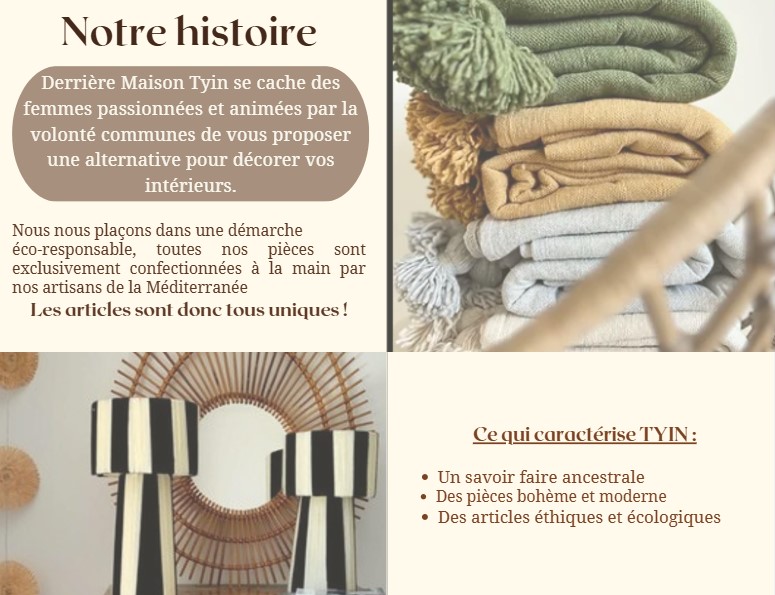 Notre histoire
Derrière Maison Tyin se cache des
femmes passionnées et animées par la
volonté communes de vous proposer
une alternative pour décorer vos
intérieurs.
Nous nous plaçons dans une démarche
éco-responsable, toutes nos pièces sont
exclusivement confectionnées à la main par
nos artisans de la Méditerranée
Les articles sont donc tous uniques !
Ce qui caractérise TYIN :
• Un savoir faire ancestrale
• Des pièces bohème et moderne
• Des articles éthiques et écologiques